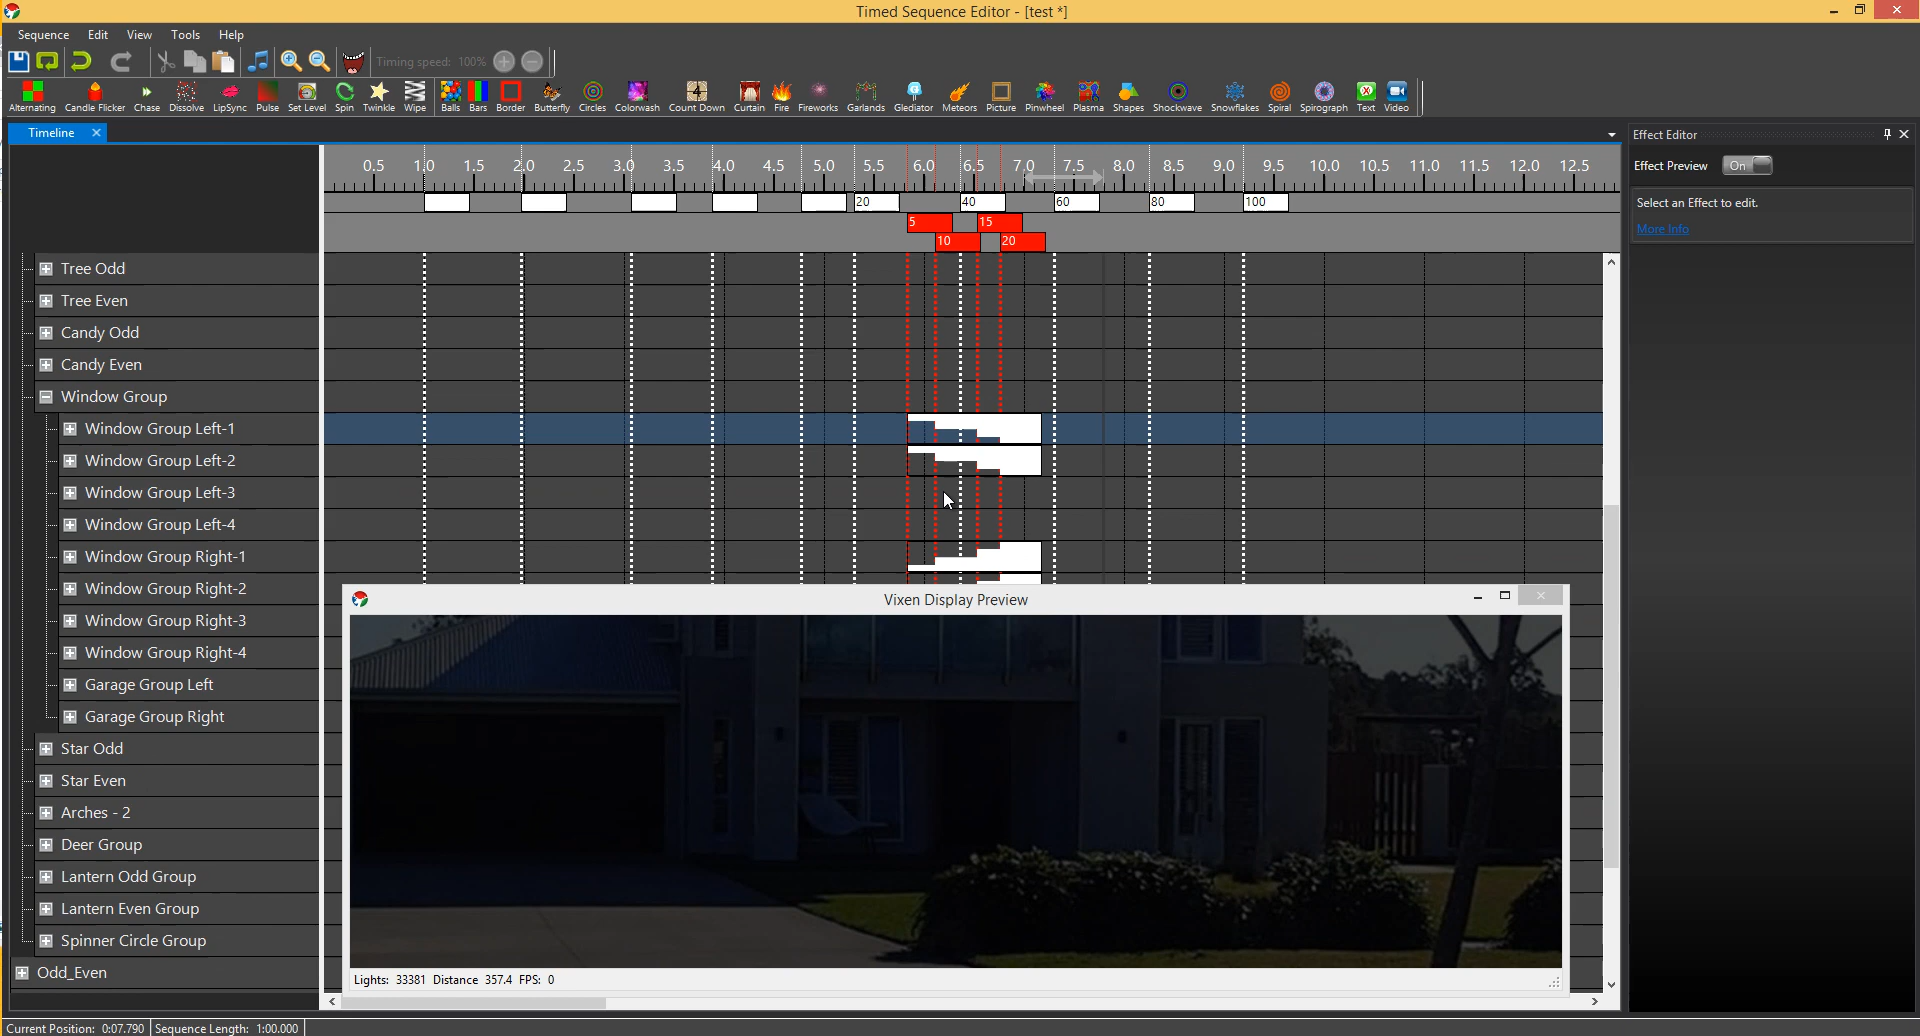 Timed Sequence Editor - [test *]
Sequence Edit View Tools Help
Timing speed: 100%
Alternating Candle Flicker Chase Dissolve LipSync Pulse Set Level Spin Twinkle Wipe Balls Bars Border Butterfly Circles Colorwash Count Down Curtain Fire Fireworks Garlands Glediator Meteors Picture Pinwheel Plasma Shapes Shockwave Snowflakes Spiral Spirograph Text Video
Timeline
Effect Editor
0.5 1.0 1.5 2.0 2.5 3.0 3.5 4.0 4.5 5.0 5.5 6.0 6.5 7.0 7.5 8.0 8.5 9.0 9.5 10.0 10.5 11.0 11.5 12.0 12.5
Effect Preview On
20 40 60 80 100
Select an Effect to edit.
5 15
More Info
10 20
Tree Odd
Tree Even
Candy Odd
Candy Even
Window Group
Window Group Left-1
Window Group Left-2
Window Group Left-3
Window Group Left-4
Window Group Right-1
Window Group Right-2
Window Group Right-3
Window Group Right-4
Garage Group Left
Garage Group Right
Star Odd
Star Even
Arches - 2
Deer Group
Lantern Odd Group
Lantern Even Group
Spinner Circle Group
Odd_Even
Vixen Display Preview
Lights: 33381 Distance 357.4 FPS: 0
Current Position: 0:07.790 Sequence Length: 1:00.000